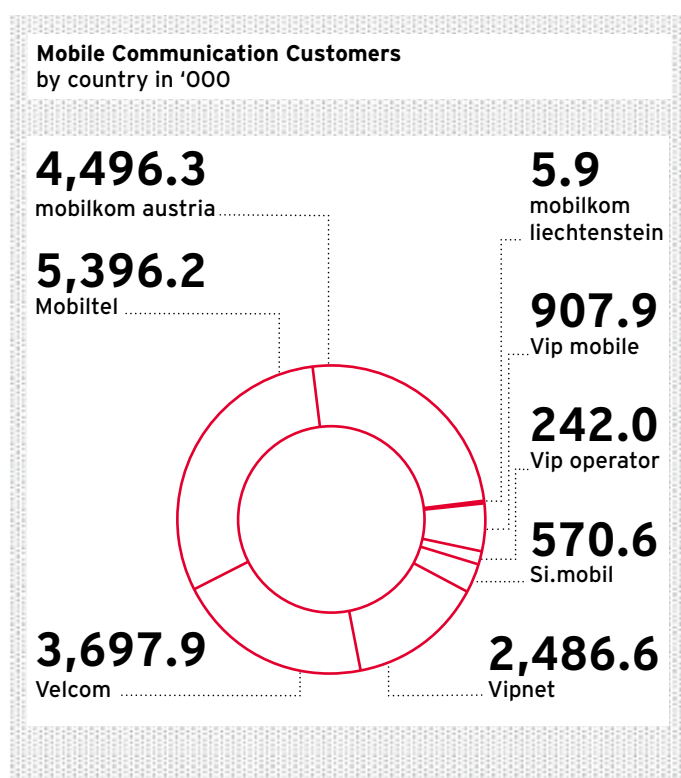 Mobile Communication Customers
by country in ‘000
4,496.3
mobilkom austria
5,396.2
Mobiltel
5.9
mobilkom
liechtenstein
907.9
Vip mobile
242.0
Vip operator
570.6
Si.mobil
3,697.9
Velcom
2,486.6
Vipnet